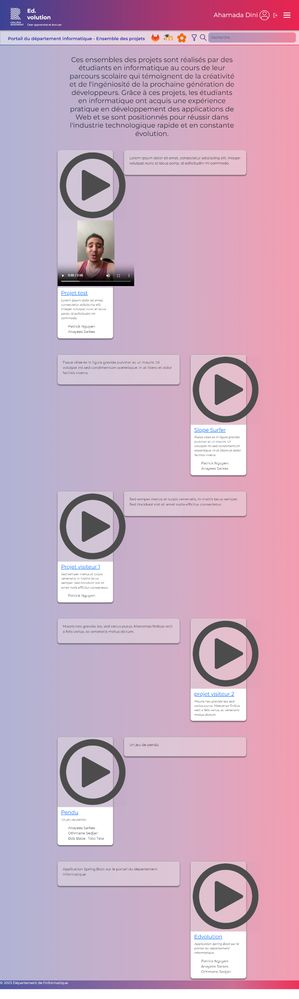 Ed.
volution
COLLÈGE
ROSEMONT
Oser apprendre et évoluer
Ahamada Dini
Portail du département informatique - Ensemble des projets
Recherche
Ces ensembles des projets sont réalisés par des
étudiants en informatique au cours de leur
parcours scolaire qui témoignent de la créativité
et de l'ingéniosité de la prochaine génération de
développeurs. Grâce à ces projets, les étudiants
en informatique ont acquis une expérience
pratique en développement des applications de
Web et se sont positionnés pour réussir dans
l'industrie technologique rapide et en constante
évolution.
Lorem ipsum dolor sit amet, consectetur adipiscing elit. Integer
volutpat nunc et lacus porta, id sollicitudin mi commodo.
0:00 / 0:06
Projet test
Lorem ipsum dolor sit amet,
consectetur adipiscing elit.
Integer volutpat nunc et lacus
porta, id sollicitudin mi
commodo.
Patrick Nguyen
Anayees Sarkes
Fusce vitae ex in ligula gravida pulvinar ac ut mauris. Ut
volutpat mi sed condimentum scelerisque. In at libero et dolor
facilisis viverra.
Slope Surfer
Fusce vitae ex in ligula gravida
pulvinar ac ut mauris. Ut
volutpat mi sed condimentum
scelerisque. In at libero et dolor
facilisis viverra.
Patrick Nguyen
Anayees Sarkes
Sed semper metus at turpis venenatis, in mattis lacus semper.
Sed tincidunt nisl sit amet nulla efficitur consectetur.
Projet visiteur 1
Sed semper metus at turpis
venenatis, in mattis lacus
semper. Sed tincidunt nisl sit
amet nulla efficitur consectetur.
Patrick Nguyen
Mauris nec gravida leo, sed varius purus. Maecenas finibus velit
a felis varius, ac venenatis metus dictum.
projet visiteur 2
Mauris nec gravida leo, sed
varius purus. Maecenas finibus
velit a felis varius, ac venenatis
metus dictum.
Un jeu de pendu
Pendu
Un jeu de pendu
Anayees Sarkes
Othmane Sedjari
Bob Baba Toto Tata
Application Spring Boot sur le portail du département
informatique
Edvolution
Application Spring Boot sur le
portail du département
informatique
Patrick Nguyen
Anayees Sarkes
Othmane Sedjari
© 2023 Département de l'informatique